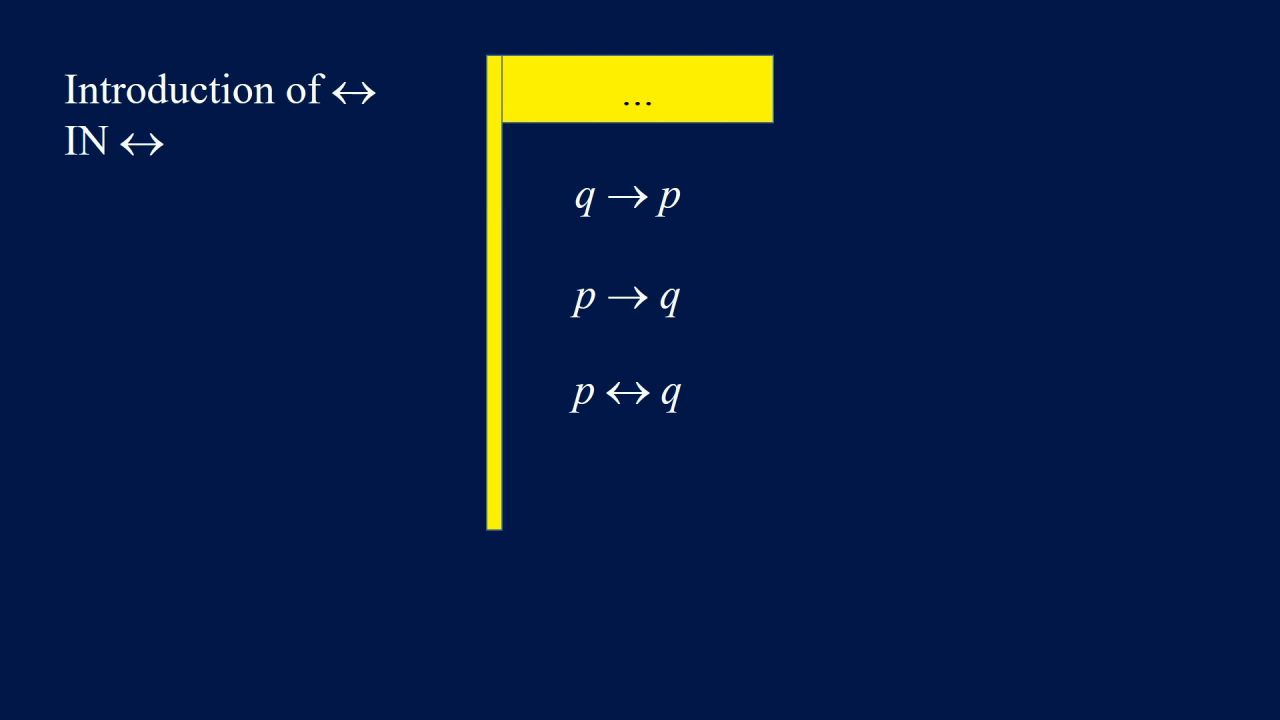 Introduction of ↔
IN ↔
...
q → p
p → q
p ↔ q